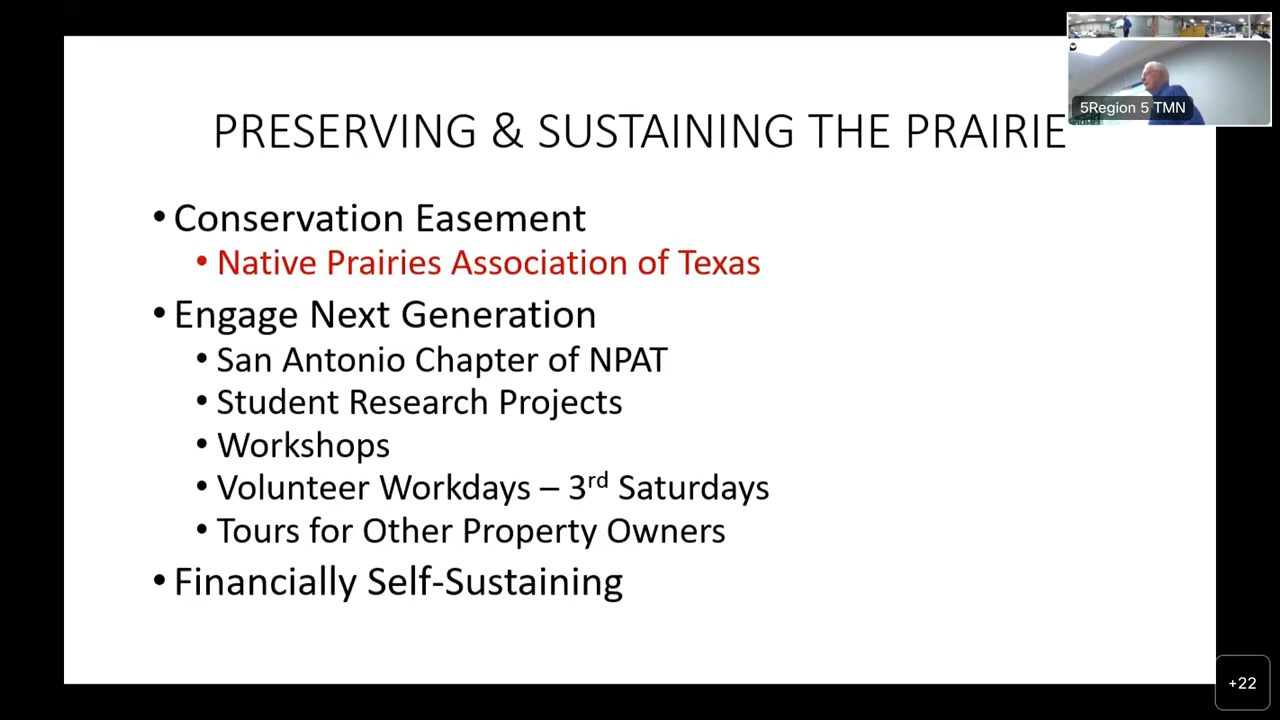 PRESERVING & SUSTAINING THE PRAIRIE
5Region 5 TMN
• Conservation Easement
• Native Prairies Association of Texas
• Engage Next Generation
• San Antonio Chapter of NPAT
• Student Research Projects
• Workshops
• Volunteer Workdays – 3rd Saturdays
• Tours for Other Property Owners
• Financially Self-Sustaining
+22